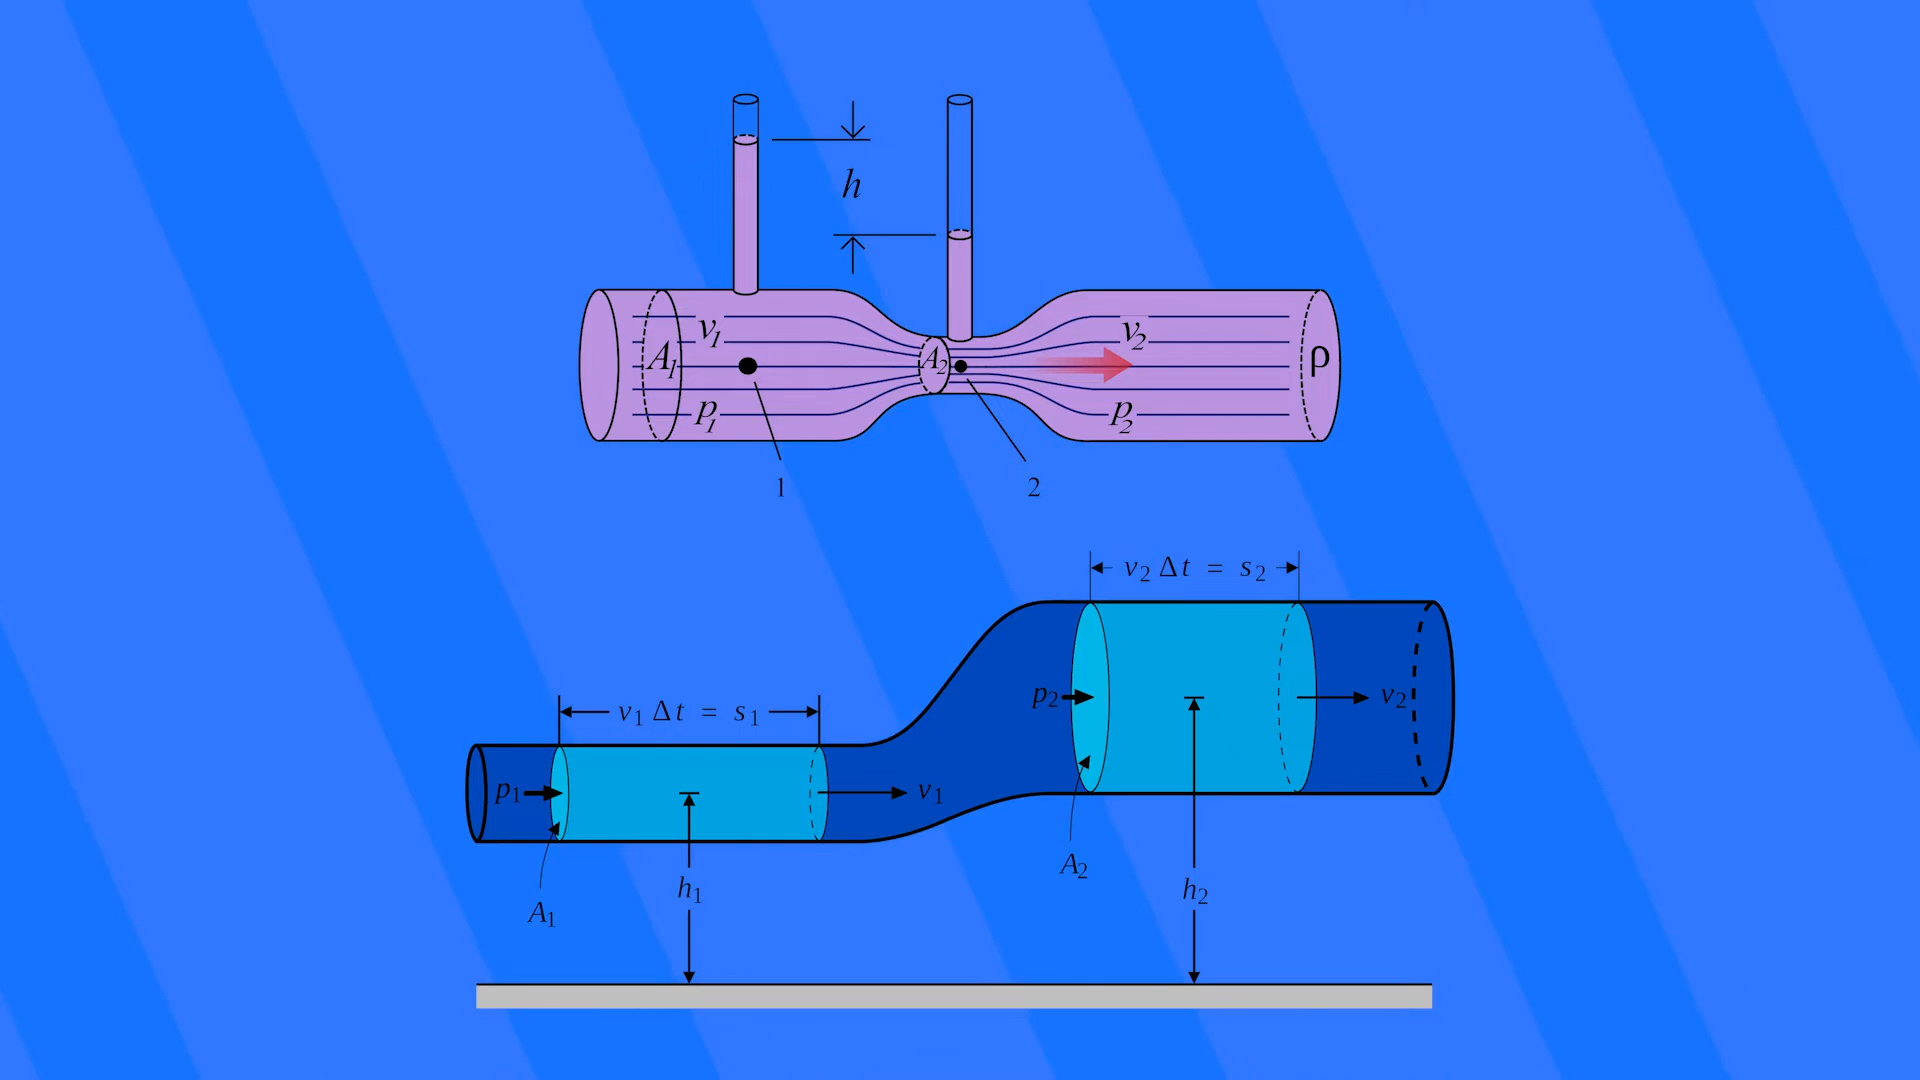 h
v₁
v₂
A₁
A₂
ρ
p₁
p₂
1
2
v₂ Δt = s₂
p₂
v₂
v₁ Δt = s₁
p₁
v₁
A₂
h₁
h₂
A₁